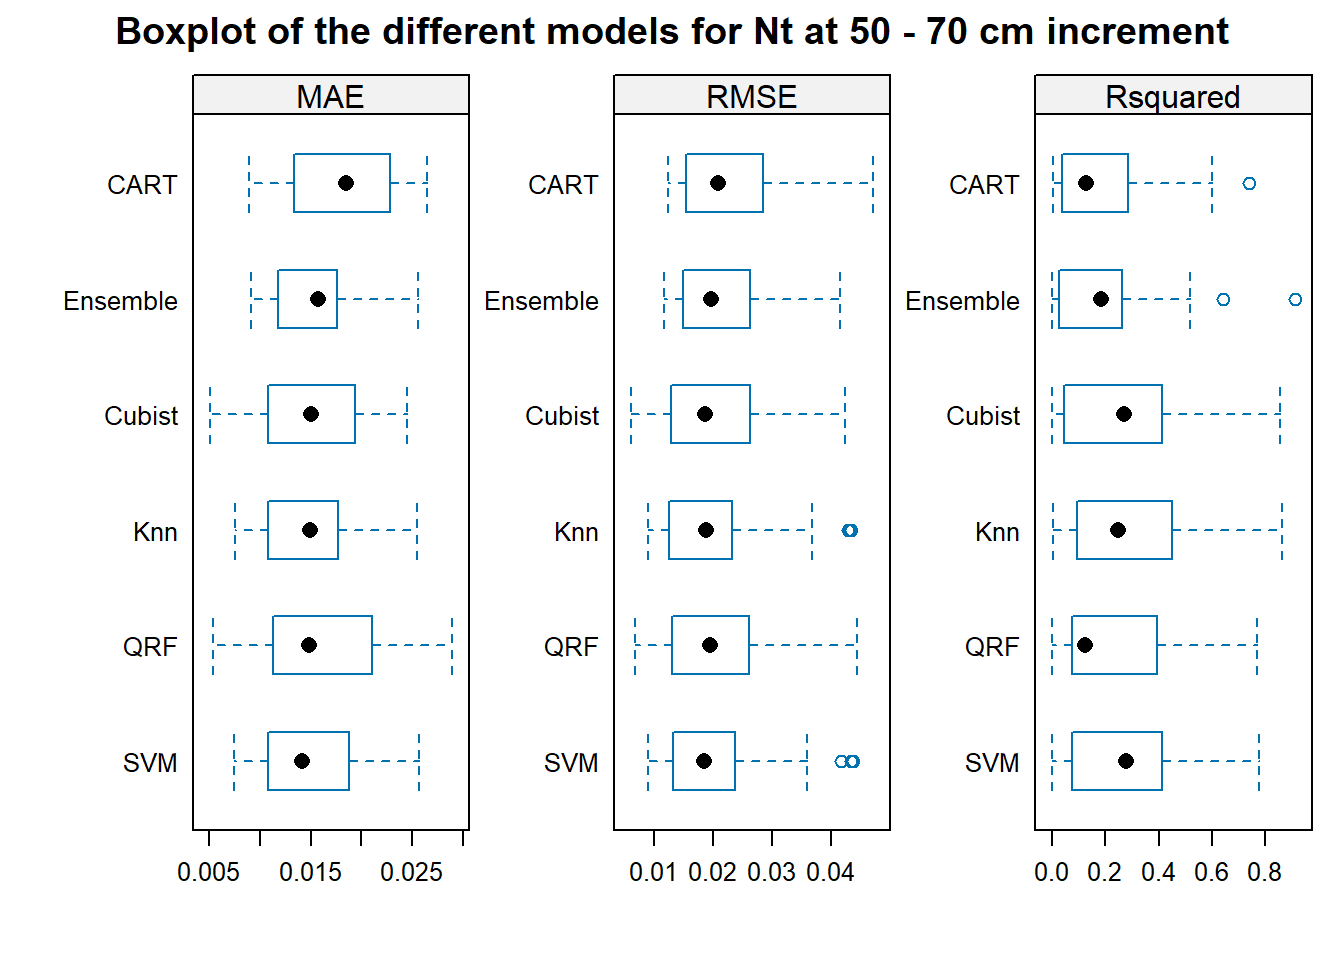 Boxplot of the different models for Nt at 50 - 70 cm increment
MAE
CART
Ensemble
Cubist
Knn
QRF
SVM
0.005 0.015 0.025
RMSE
CART
Ensemble
Cubist
Knn
QRF
SVM
0.01 0.02 0.03 0.04
Rsquared
CART
Ensemble
Cubist
Knn
QRF
SVM
0.0 0.2 0.4 0.6 0.8